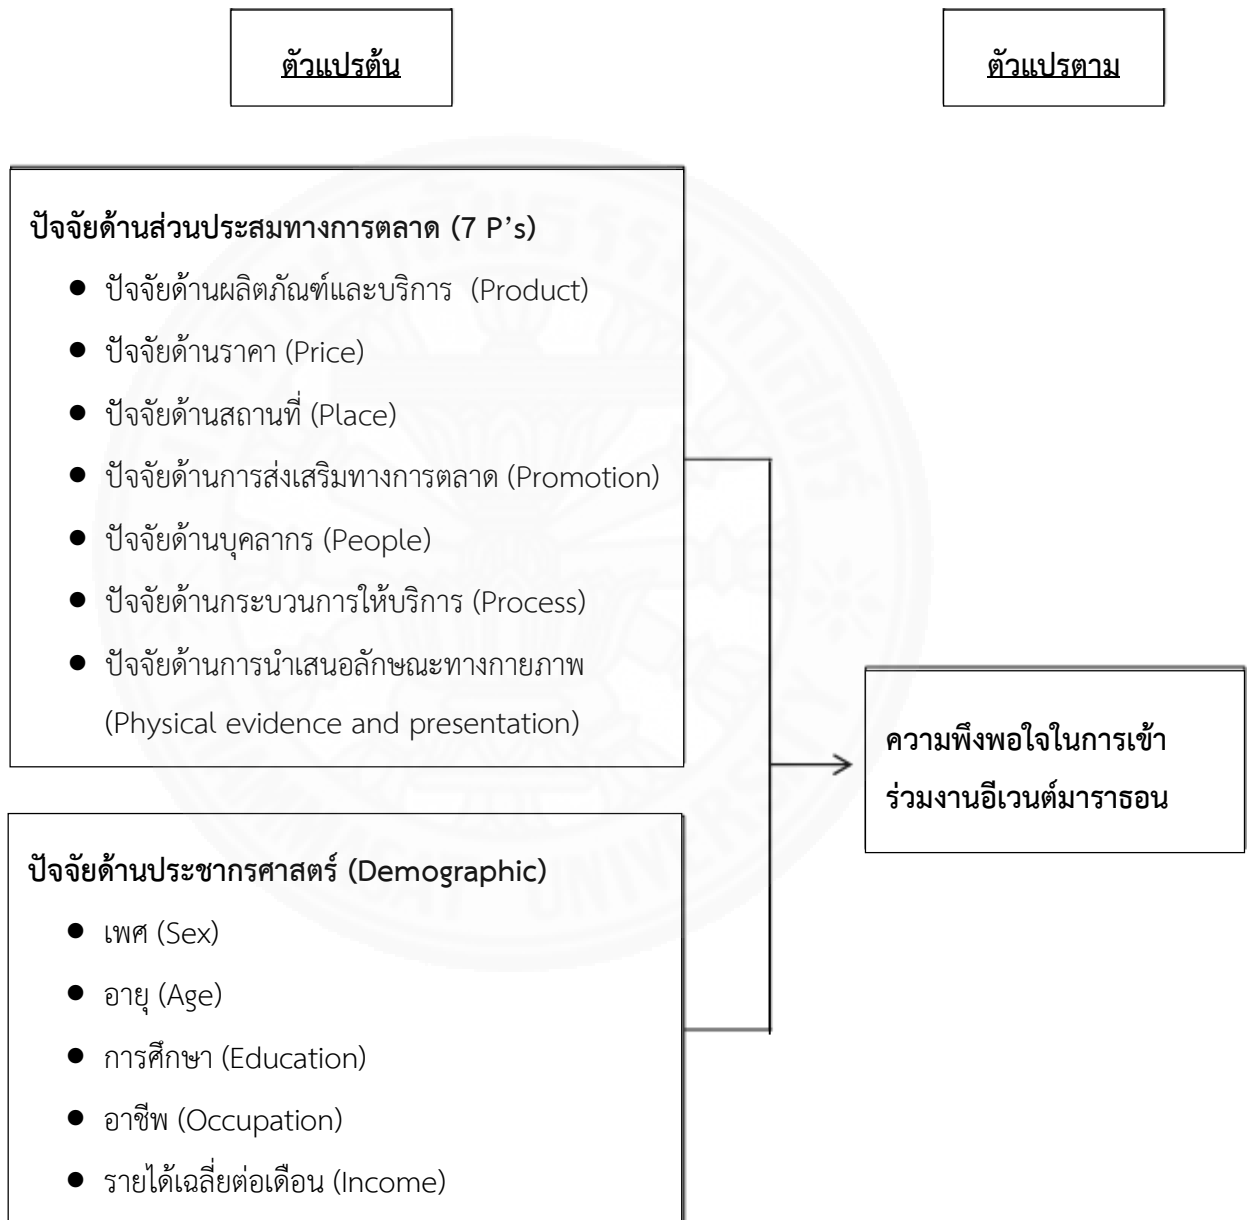 ตัวแปรต้น
ตัวแปรตาม
ปัจจัยด้านส่วนประสมทางการตลาด (7 P’s)
● ปัจจัยด้านผลิตภัณฑ์และบริการ (Product)
● ปัจจัยด้านราคา (Price)
● ปัจจัยด้านสถานที่ (Place)
● ปัจจัยด้านการส่งเสริมทางการตลาด (Promotion)
● ปัจจัยด้านบุคลากร (People)
● ปัจจัยด้านกระบวนการให้บริการ (Process)
● ปัจจัยด้านการนำเสนอลักษณะทางกายภาพ
(Physical evidence and presentation)
ความพึงพอใจในการเข้า
ร่วมงานอีเวนต์มาราธอน
ปัจจัยด้านประชากรศาสตร์ (Demographic)
● เพศ (Sex)
● อายุ (Age)
● การศึกษา (Education)
● อาชีพ (Occupation)
● รายได้เฉลี่ยต่อเดือน (Income)